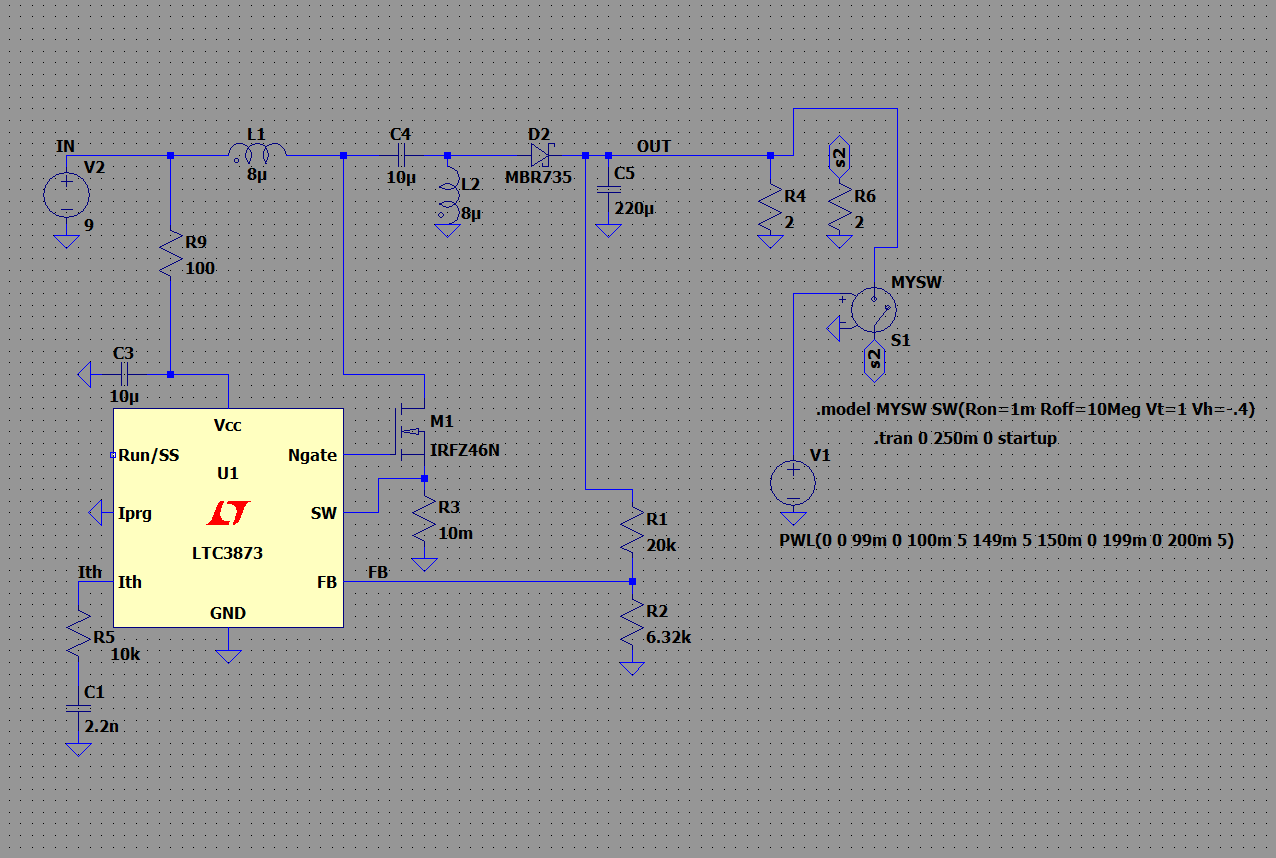 IN
V2
9
L1
8µ
C4
10µ
L2
8µ
D2
MBR735
OUT
C5
220µ
R4
2
s2
R6
2
R9
100
MYSW
S1
s2
C3
10µ
.model MYSW SW(Ron=1m Roff=10Meg Vt=1 Vh=-.4)
.tran 0 250m 0 startup
M1
IRFZ46N
Vcc
Run/SS
Ngate
U1
Iprg
SW
LTC3873
Ith
Ith
FB
FB
GND
R3
10m
V1
PWL(0 0 99m 0 100m 5 149m 5 150m 0 199m 0 200m 5)
R1
20k
R2
6.32k
R5
10k
C1
2.2n